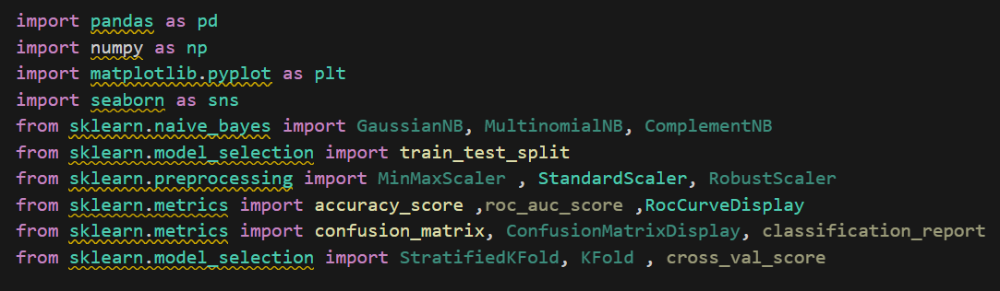 import pandas as pd
import numpy as np
import matplotlib.pyplot as plt
import seaborn as sns
from sklearn.naive_bayes import GaussianNB, MultinomialNB, ComplementNB
from sklearn.model_selection import train_test_split
from sklearn.preprocessing import MinMaxScaler , StandardScaler, RobustScaler
from sklearn.metrics import accuracy_score ,roc_auc_score ,RocCurveDisplay
from sklearn.metrics import confusion_matrix, ConfusionMatrixDisplay, classification_report
from sklearn.model_selection import StratifiedKFold, KFold , cross_val_score